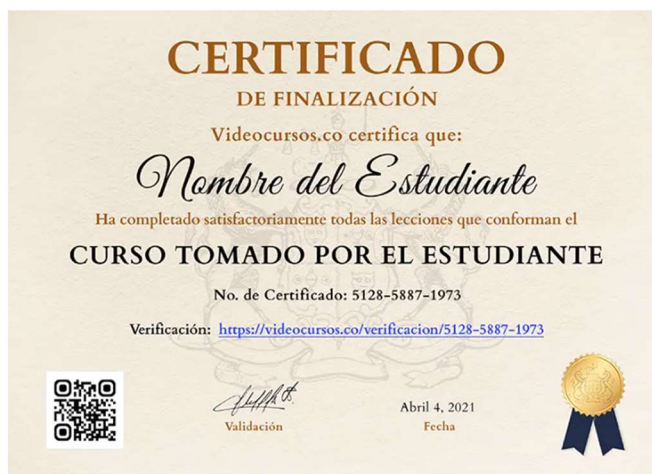 CERTIFICADO
DE FINALIZACIÓN
Videocursos.co certifica que:
Nombre del Estudiante
Ha completado satisfactoriamente todas las lecciones que conforman el
CURSO TOMADO POR EL ESTUDIANTE
No. de Certificado: 5128-5887-1973
Verificación: https://videocursos.co/verificacion/5128-5887-1973
Abril 4, 2021
Validación
Fecha